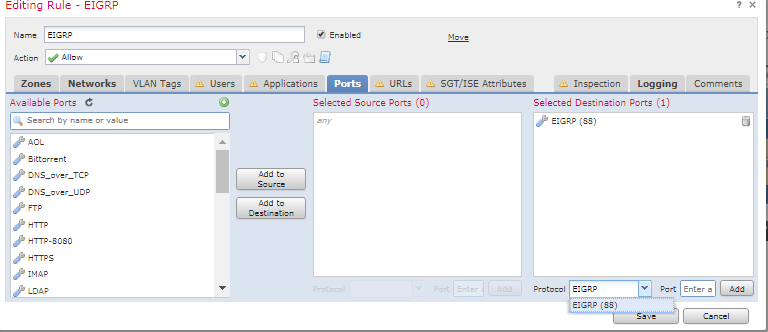 Editing Rule - EIGRP
? ×
Name EIGRP Enabled Move
Action Allow
Zones Networks VLAN Tags Users Applications Ports URLs SGT/ISE Attributes Inspection Logging Comments
Available Ports
Search by name or value
AOL
Bittorrent
DNS_over_TCP
DNS_over_UDP
FTP
HTTP
HTTP-8080
HTTPS
IMAP
LDAP
Add to
Source
Add to
Destination
Selected Source Ports (0)
any
Protocol Port Enter a Add
Selected Destination Ports (1)
EIGRP (88)
Protocol EIGRP Port Enter a Add
EIGRP (88)
Save Cancel